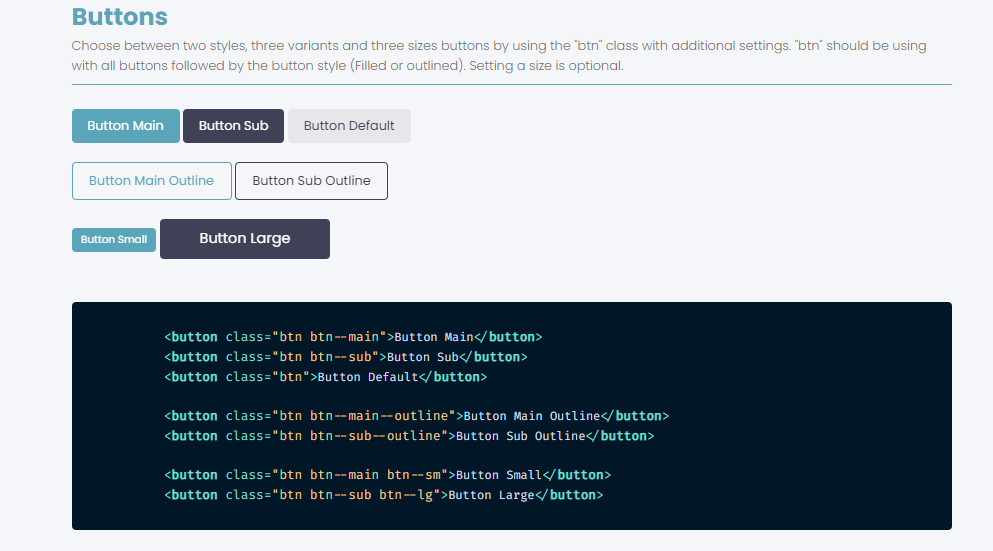 Buttons
Choose between two styles, three variants and three sizes buttons by using the "btn" class with additional settings. "btn" should be using
with all buttons followed by the button style (Filled or outlined). Setting a size is optional.
Button Main Button Sub Button Default
Button Main Outline Button Sub Outline
Button Small Button Large
<button class="btn btn--main">Button Main</button>
<button class="btn btn--sub">Button Sub</button>
<button class="btn">Button Default</button>
<button class="btn btn--main--outline">Button Main Outline</button>
<button class="btn btn--sub--outline">Button Sub Outline</button>
<button class="btn btn--main btn--sm">Button Small</button>
<button class="btn btn--sub btn--lg">Button Large</button>